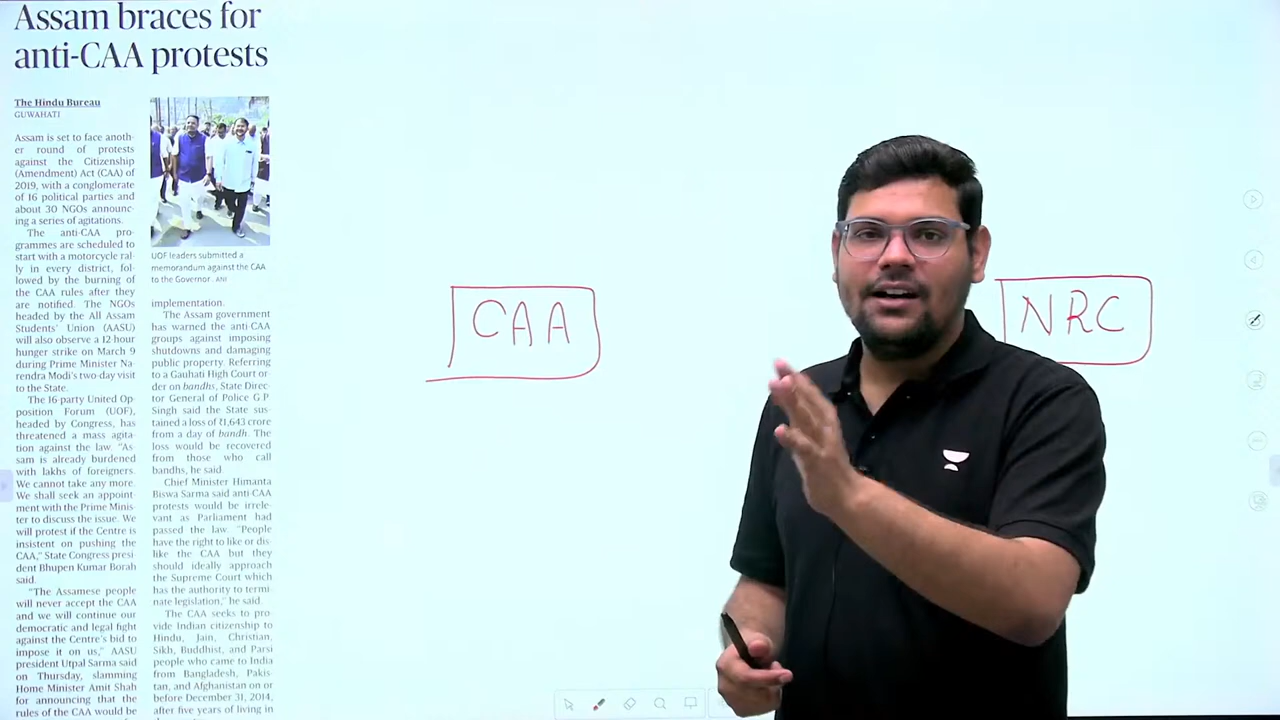 Assam braces for
anti-CAA protests
The Hindu Bureau
GUWAHATI
Assam is set to face anoth-
er round of protests
against the Citizenship
(Amendment) Act (CAA) of
2019, with a conglomerate
of 16 political parties and
about 30 NGOs announc-
ing a series of agitations.
The anti-CAA pro-
grammes are scheduled to
start with a motorcycle ral-
ly in every district, fol-
lowed by the burning of
the CAA rules after they
are notified. The NGOs
headed by the All Assam
Students' Union (AASU)
will also observe a 12 hour
hunger strike on March 9
during Prime Minister Na-
rendra Modi's two-day visit
to the State.
The 16 party United Op-
position Forum (UOF),
headed by Congress, has
threatened a mass agita-
tion against the law. "As-
sam is already burdened
with lakhs of foreigners.
We cannot take any more.
We shall seek an appoint-
ment with the Prime Minis-
ter to discuss the issue. We
will protest if the Centre is
insistent on pushing the
CAA," State Congress presi-
dent Bhupen Kumar Borah
said.
"The Assamese people
will never accept the CAA
and we will continue our
democratic and legal fight
against the Centre's bid to
impose it on us," AASU
president Utpal Sarma said
on Thursday, slamming
Home Minister Amit Shah
for announcing that the
rules of the CAA would be
UOF leaders submitted a
memorandum against the CAA
to the Governor. ANI
implementation.
The Assam government
has warned the anti CAA
groups against imposing
shutdowns and damaging
public property. Referring
to a Gauhati High Court or-
der on bandhs, State Direc-
tor General of Police G.P.
Singh said the State sus-
tained a loss of ₹1,643 crore
from a day of bandh. The
loss would be recovered
from those who call
bandhs, he said.
Chief Minister Himanta
Biswa Sarma said anti CAA
protests would be irrele-
vant as Parliament had
passed the law. "People
have the right to like or dis-
like the CAA but they
should ideally approach
the Supreme Court which
has the authority to termi-
nate legislation," he said.
The CAA seeks to pro-
vide Indian citizenship to
Hindu, Jain, Christian,
Sikh, Buddhist, and Parsi
people who came to India
from Bangladesh, Pakis-
tan, and Afghanistan on or
before December 31, 2014,
after five years of living in
CAA
NRC